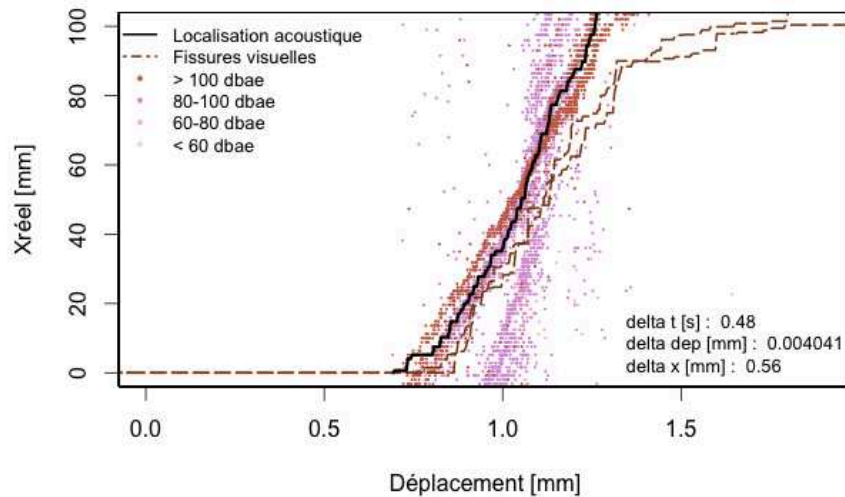 100
80
60
40
20
0
Xréel [mm]
Localisation acoustique
Fissures visuelles
> 100 dbae
80-100 dbae
60-80 dbae
< 60 dbae
delta t [s] : 0.48
delta dep [mm] : 0.004041
delta x [mm] : 0.56
0.0 0.5 1.0 1.5
Déplacement [mm]